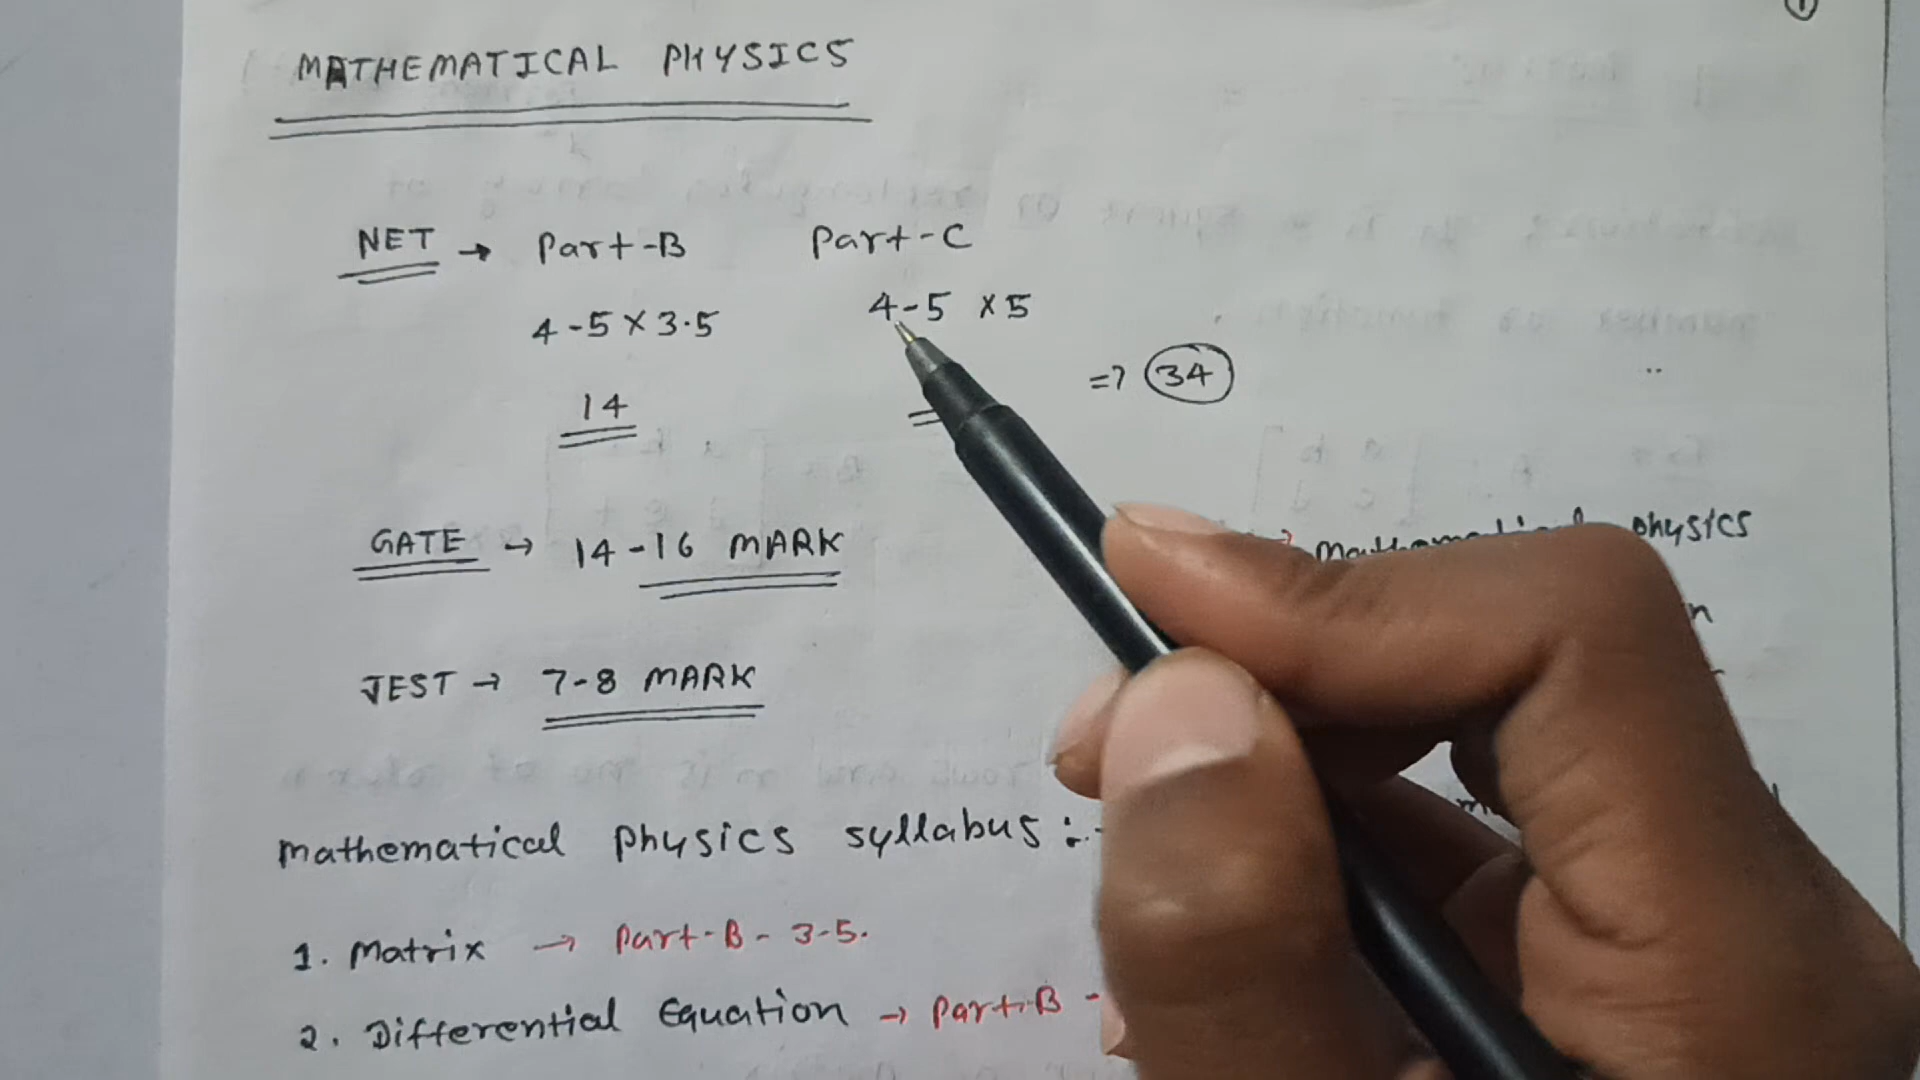 MATHEMATICAL PHYSICS
NET → Part-B Part-C
4-5 × 3.5 4-5 × 5
14 => 34
GATE → 14-16 MARK
physics
JEST → 7-8 MARK
Mathematical physics syllabus :-
1. Matrix → Part-B - 3.5.
2. Differential Equation → Part-B -